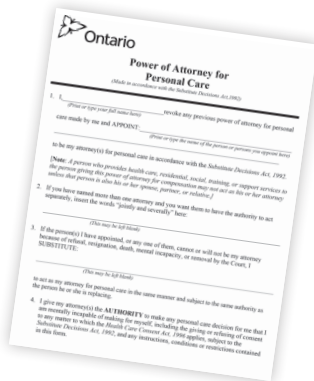 Ontario
Power of Attorney for
Personal Care
(Made in accordance with the Substitute Decisions Act, 1992)
1. I, revoke any previous power of attorney for personal
(Print or type your full name here)
care made by me and APPOINT:
(Print or type the name of the person or persons you appoint here)
to be my attorney(s) for personal care in accordance with the Substitute Decisions Act, 1992.
[Note: A person who provides health care, residential, social, training, or support services to
the person giving this power of attorney for compensation may not act as his or her attorney
unless that person is also his or her spouse, partner, or relative.]
2. If you have named more than one attorney and you want them to have the authority to act
separately, insert the words "jointly and severally" here:
(This may be left blank)
3. If the person(s) I have appointed, or any one of them, cannot or will not be my attorney
because of refusal, resignation, death, mental incapacity, or removal by the Court, I
SUBSTITUTE:
(This may be left blank)
to act as my attorney for personal care in the same manner and subject to the same authority as
the person he or she is replacing.
4. I give my attorney(s) the AUTHORITY to make any personal care decision for me that I
am mentally incapable of making for myself, including the giving or refusing of consent
to any matter to which the Health Care Consent Act, 1996 applies, subject to the
Substitute Decisions Act, 1992, and any instructions, conditions or restrictions contained
in this form.